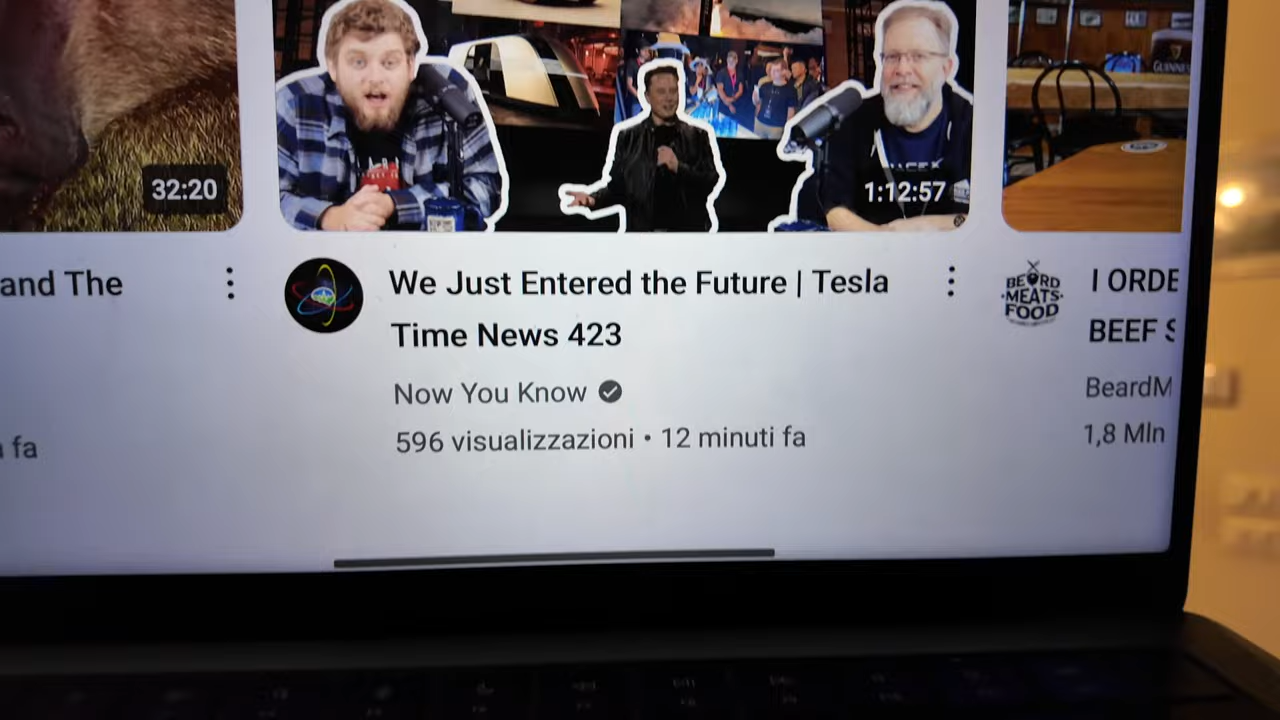 GUINNESS
32:20
1:12:57
and The
We Just Entered the Future | Tesla
Time News 423
Now You Know
596 visualizzazioni • 12 minuti fa
fa
BEARD
MEATS
FOOD
I ORDE
BEEF S
BeardM
1,8 Mln